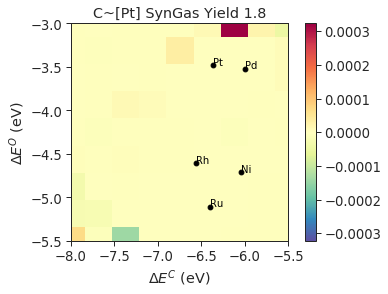 C~[Pt] SynGas Yield 1.8
−3.0
−3.5
−4.0
−4.5
−5.0
−5.5
ΔE^O (eV)
Pt
Pd
Rh
Ni
Ru
−8.0 −7.5 −7.0 −6.5 −6.0 −5.5
ΔE^C (eV)
0.0003
0.0002
0.0001
0.0000
−0.0001
−0.0002
−0.0003